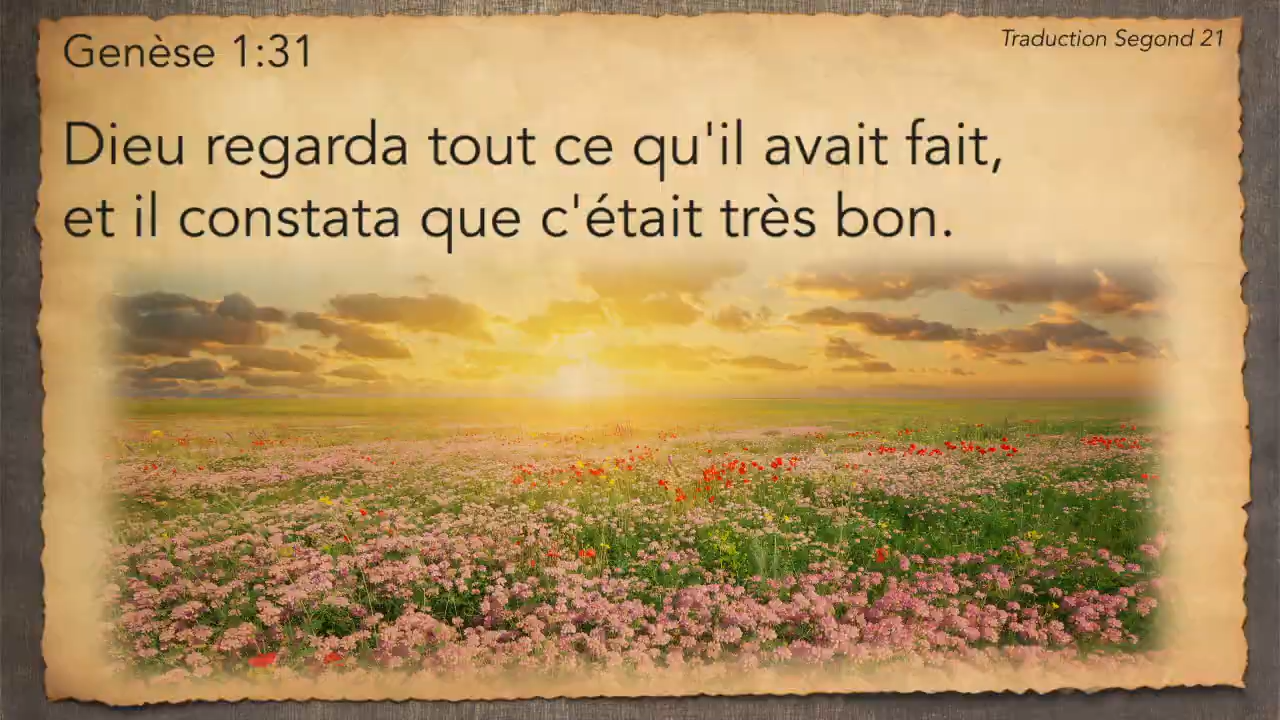 Genèse 1:31
Traduction Segond 21
Dieu regarda tout ce qu'il avait fait,
et il constata que c'était très bon.